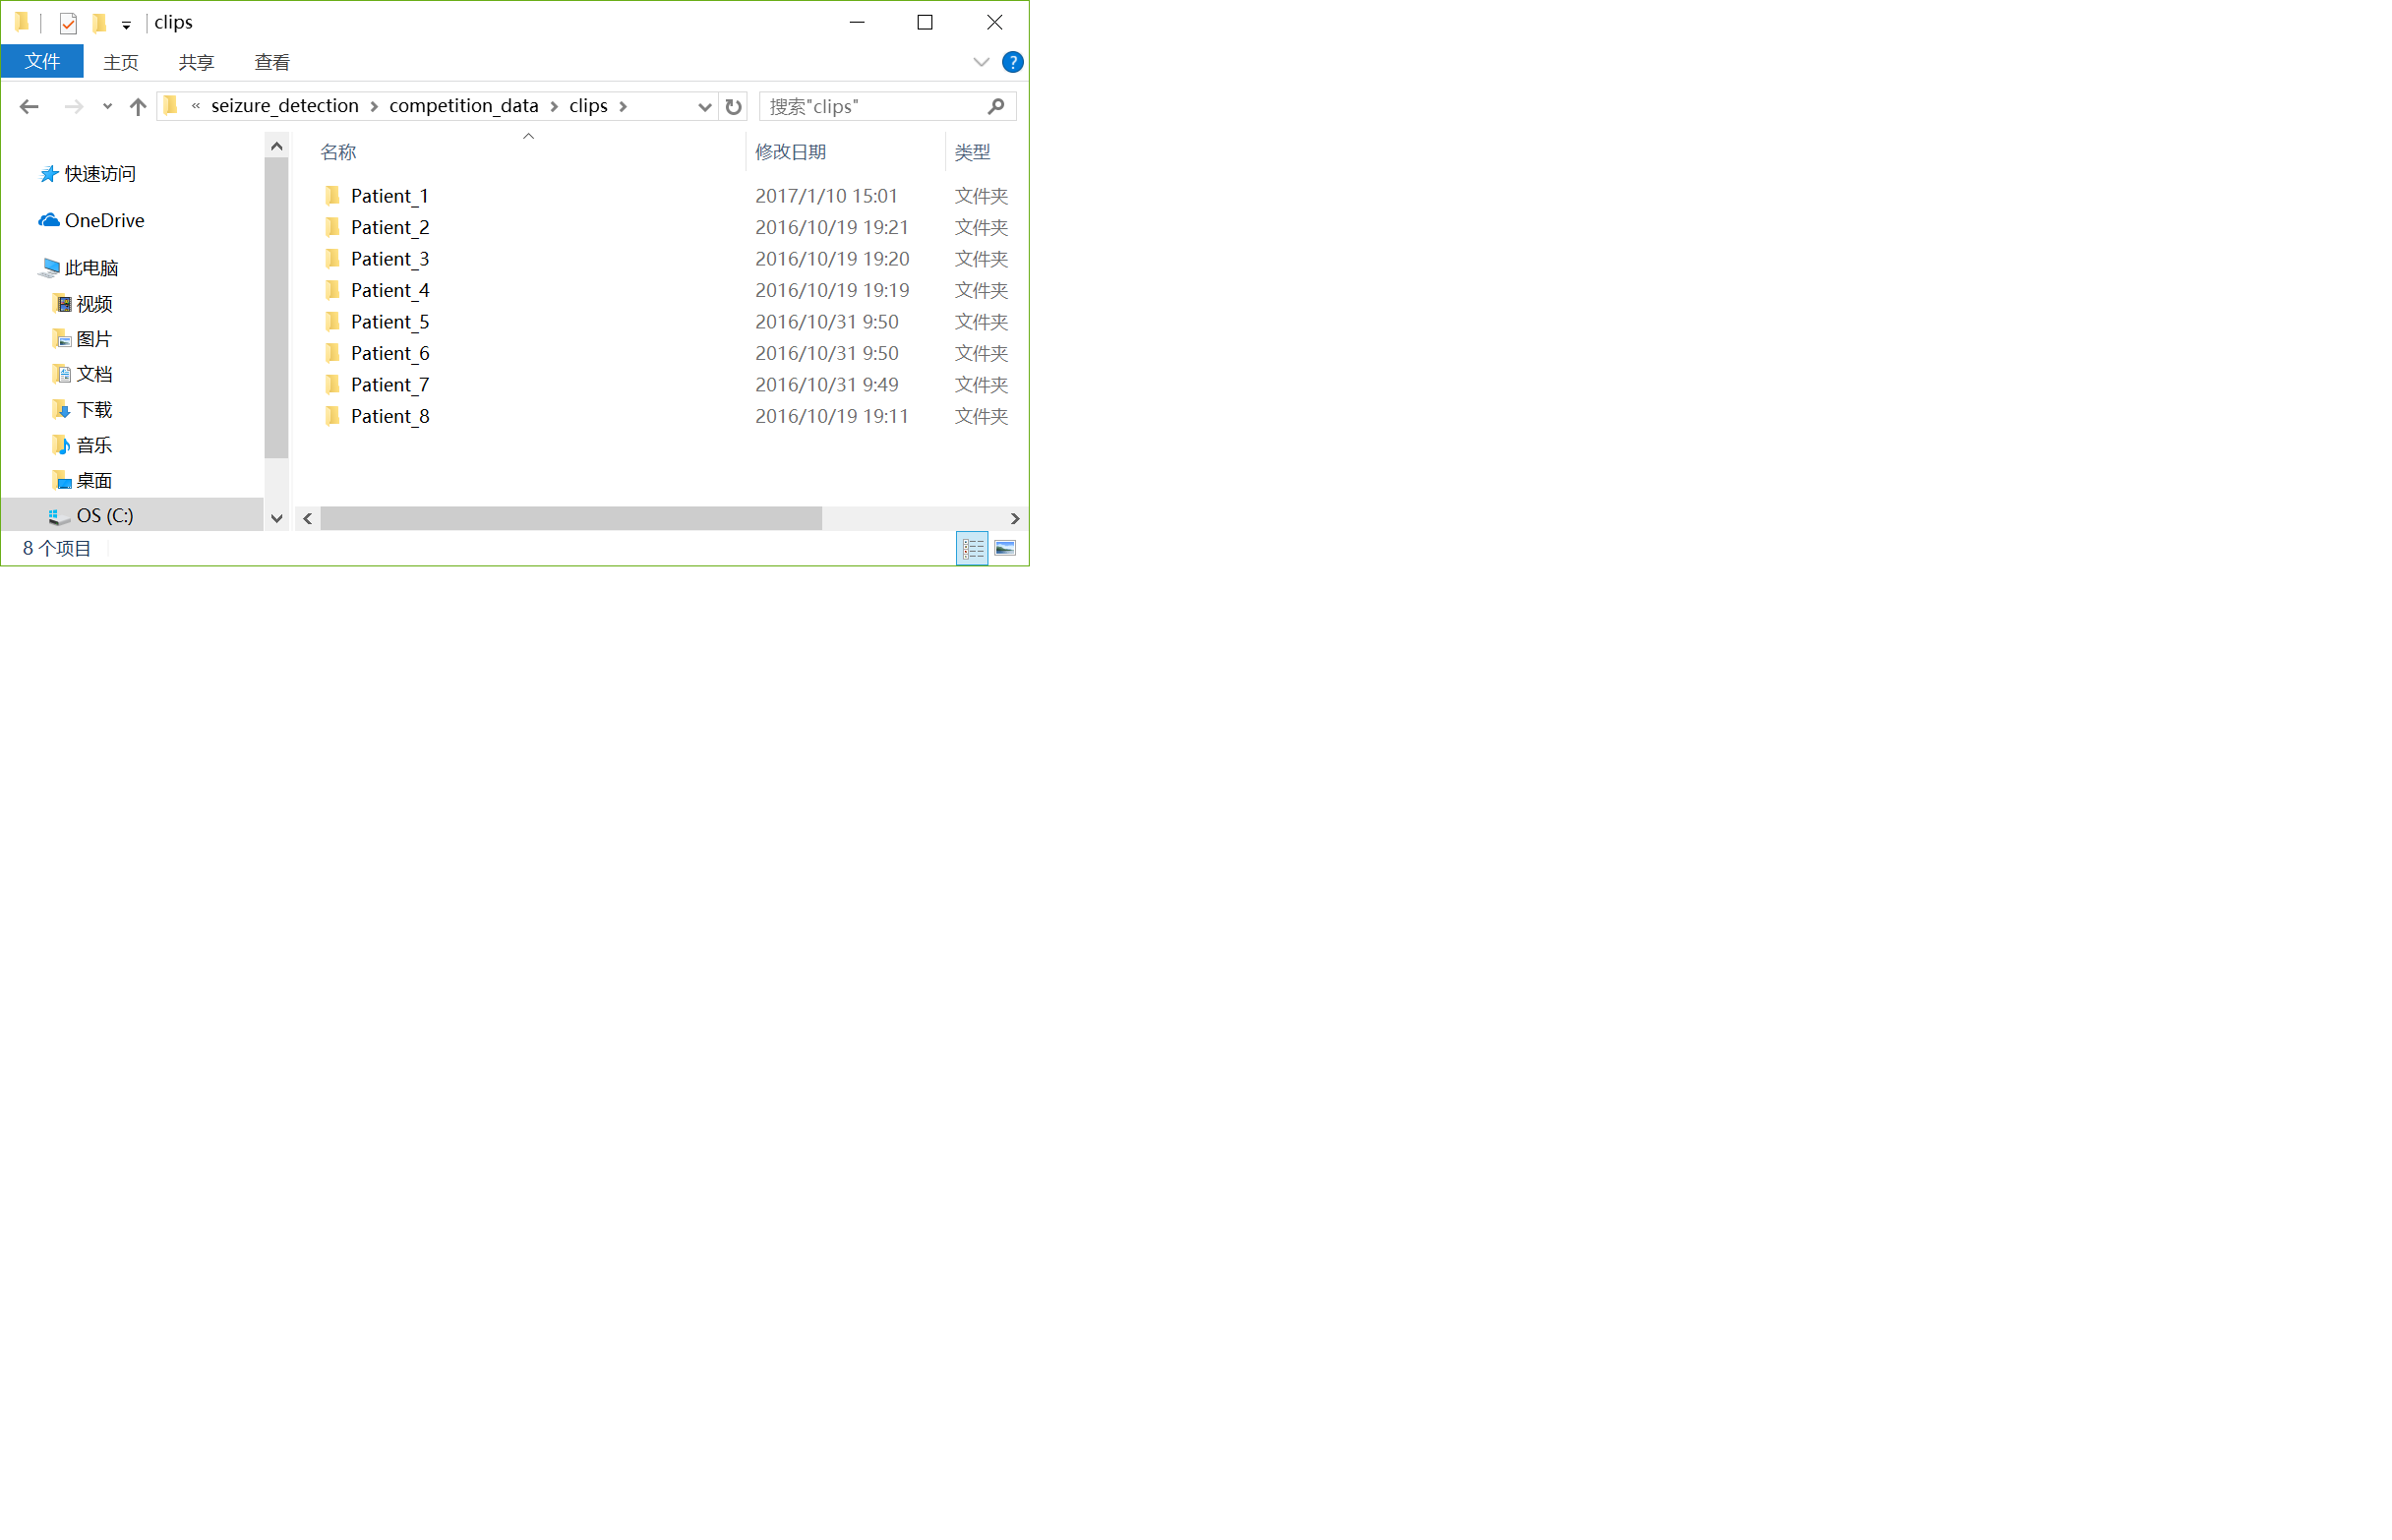 clips
文件 主页 共享 查看
« seizure_detection > competition_data > clips > 搜索"clips"
名称 修改日期 类型
快速访问
OneDrive
此电脑
视频
图片
文档
下载
音乐
桌面
OS (C:)
Patient_1 2017/1/10 15:01 文件夹
Patient_2 2016/10/19 19:21 文件夹
Patient_3 2016/10/19 19:20 文件夹
Patient_4 2016/10/19 19:19 文件夹
Patient_5 2016/10/31 9:50 文件夹
Patient_6 2016/10/31 9:50 文件夹
Patient_7 2016/10/31 9:49 文件夹
Patient_8 2016/10/19 19:11 文件夹
8 个项目